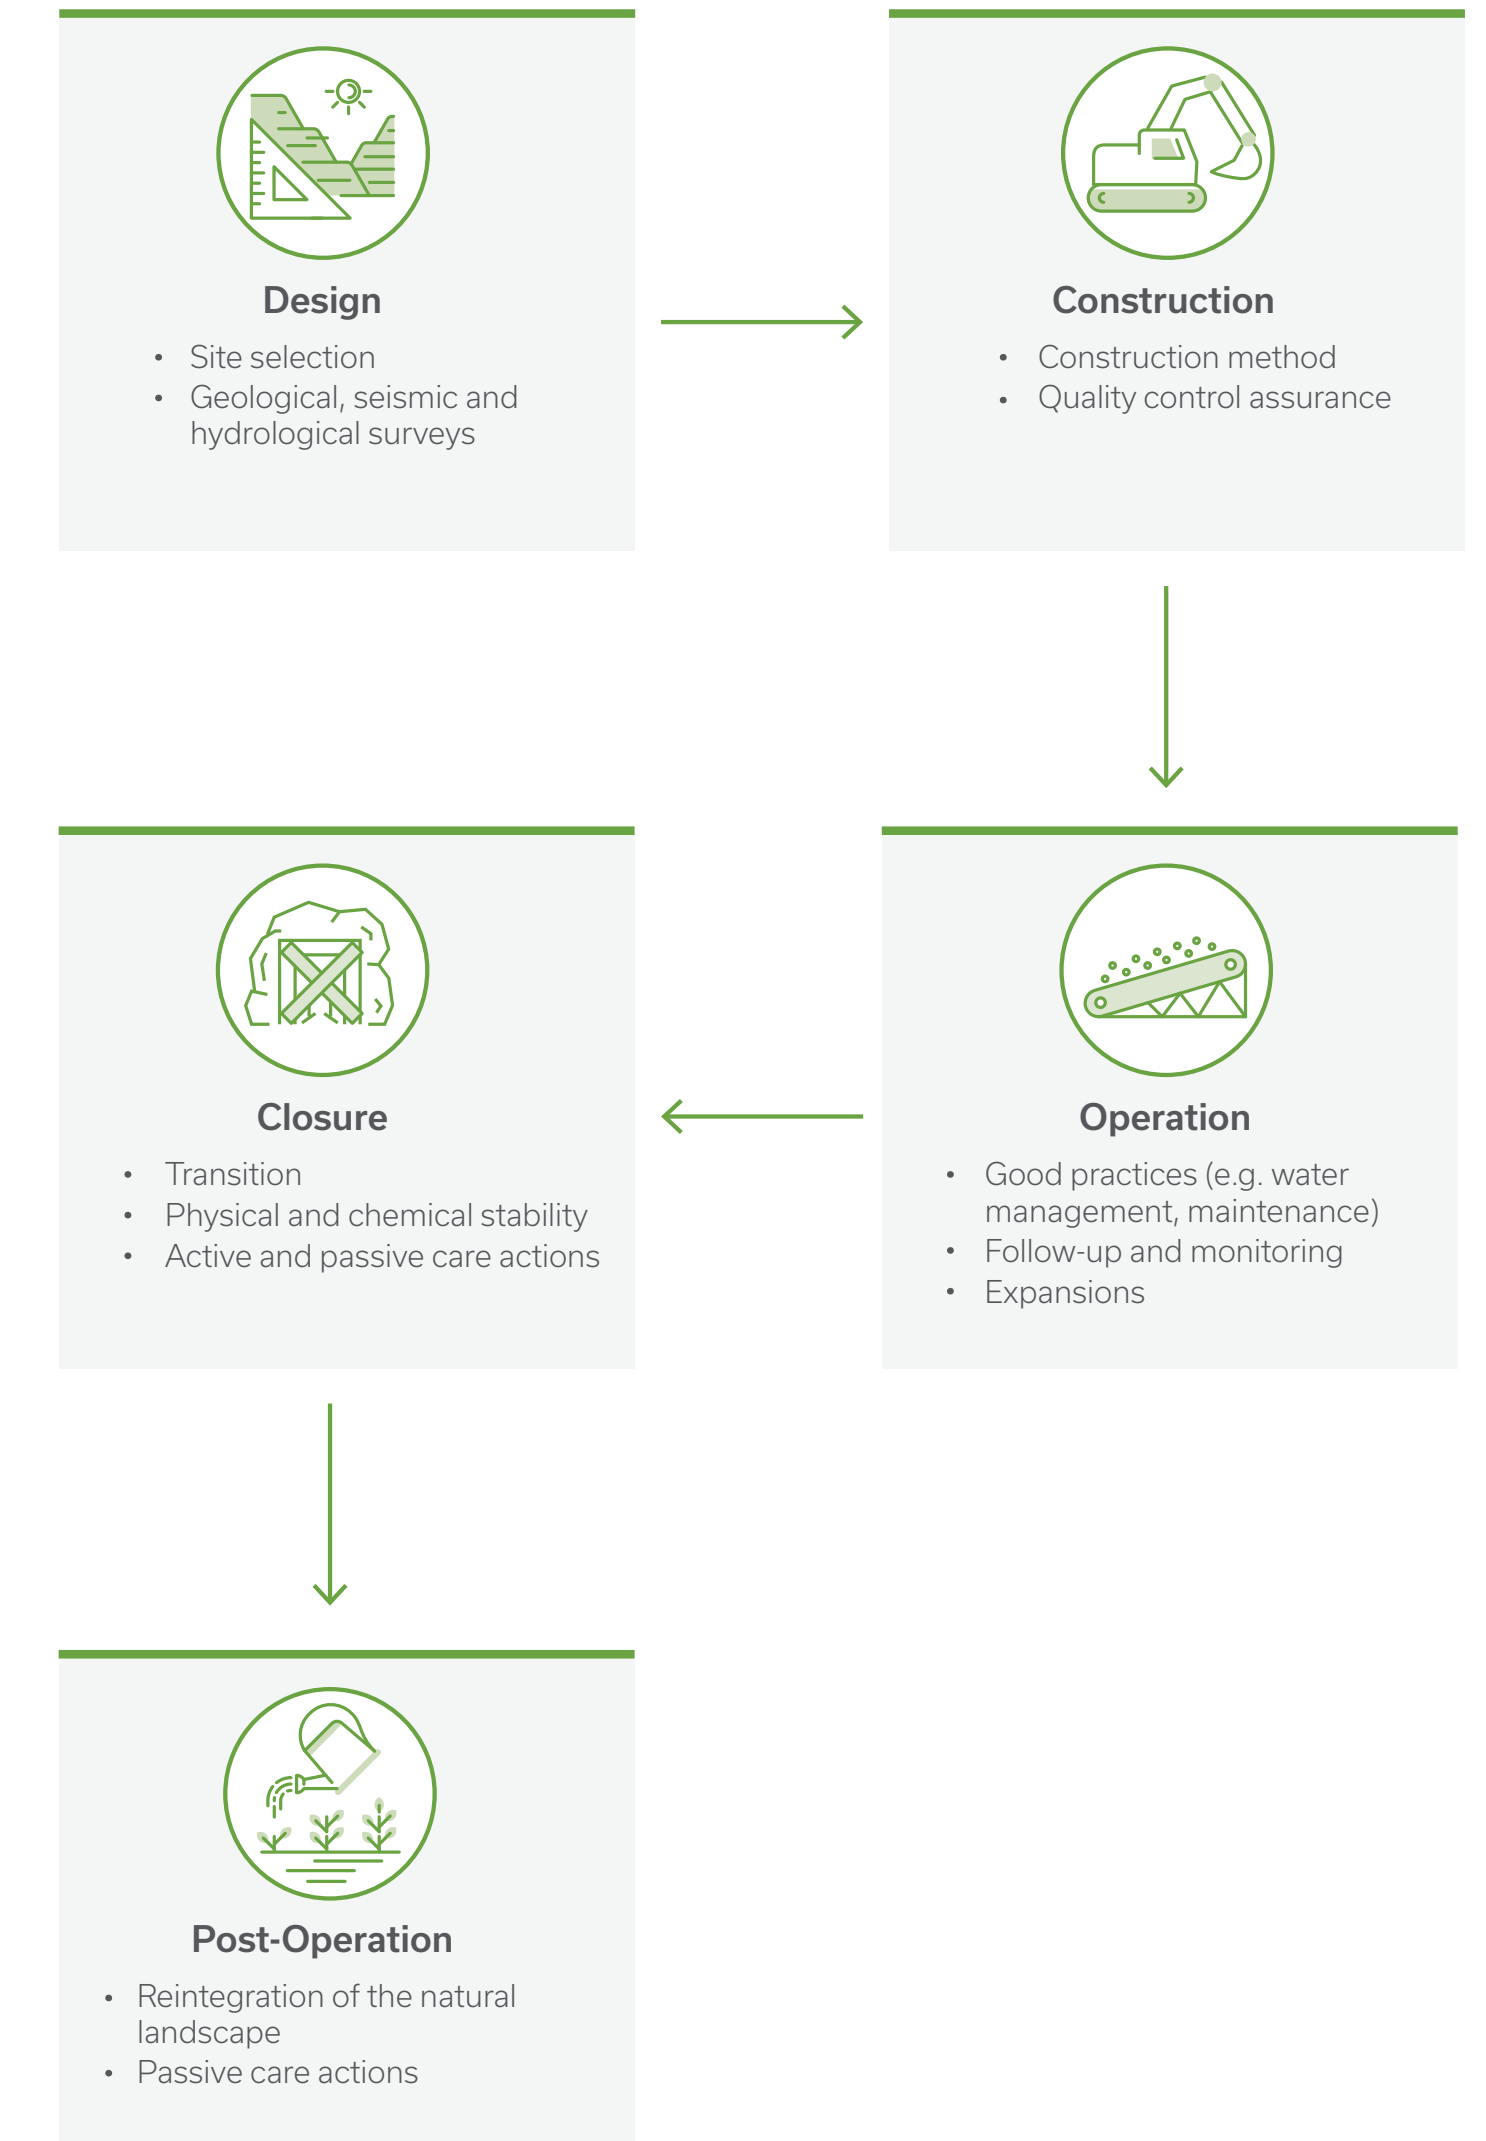 Design
• Site selection
• Geological, seismic and
hydrological surveys
Construction
• Construction method
• Quality control assurance
Operation
• Good practices (e.g. water
management, maintenance)
• Follow-up and monitoring
• Expansions
Closure
• Transition
• Physical and chemical stability
• Active and passive care actions
Post-Operation
• Reintegration of the natural
landscape
• Passive care actions